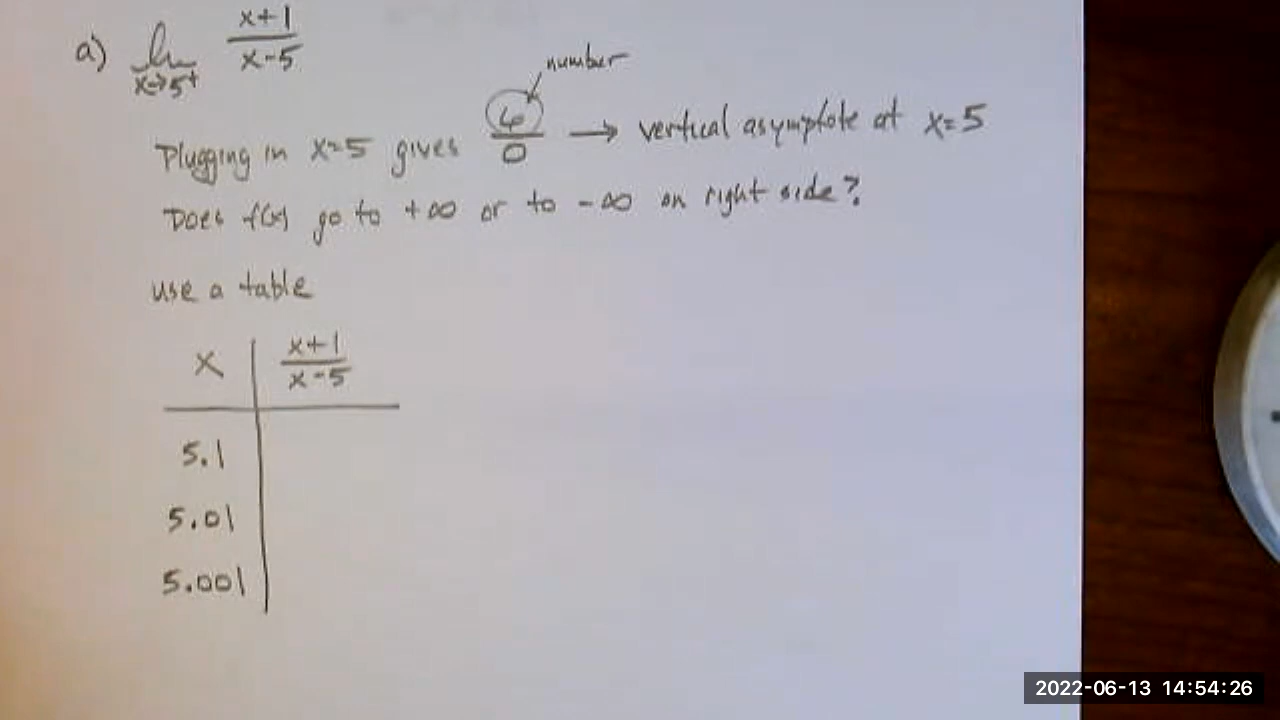 a) lim x→5⁺ (x+1)/(x-5)
number
Plugging in x=5 gives 6/0 → vertical asymptote at x=5
Does f(x) go to +∞ or to -∞ on right side?
use a table
x | (x+1)/(x-5)
5.1
5.01
5.001
2022-06-13 14:54:26